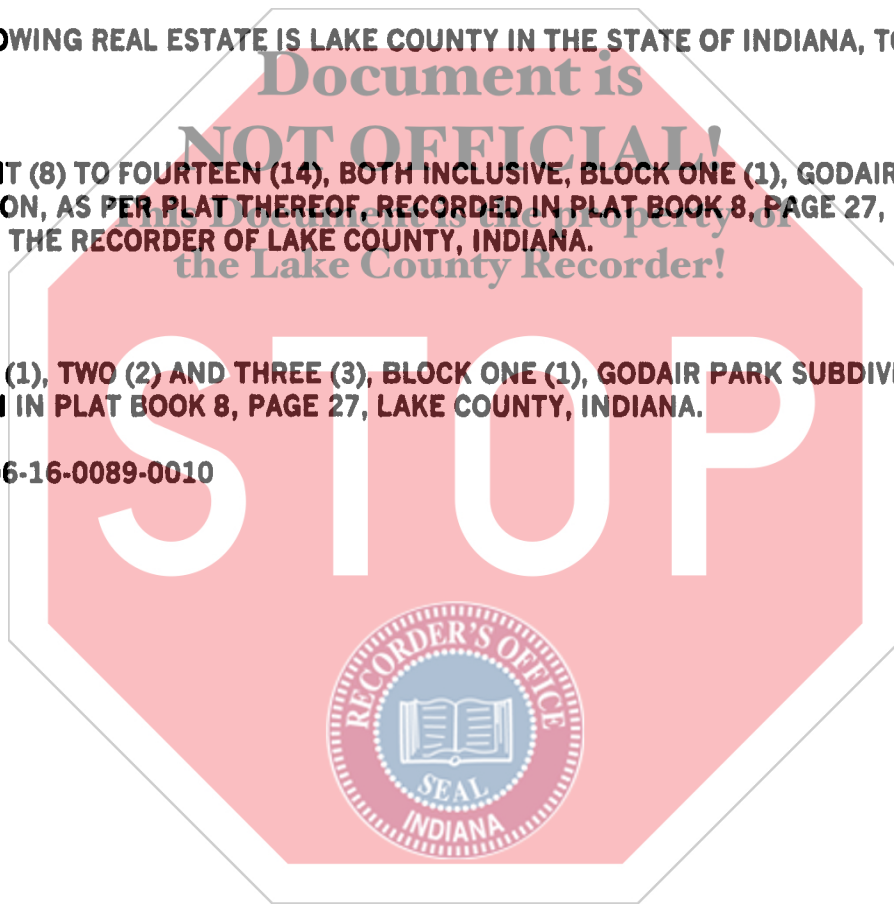 OWING REAL ESTATE IS LAKE COUNTY IN THE STATE OF INDIANA, TO
Document is
NOT OFFICIAL!
T (8) TO FOURTEEN (14), BOTH INCLUSIVE, BLOCK ONE (1), GODAIR
ON, AS PER PLAT THEREOF, RECORDED IN PLAT BOOK 8, PAGE 27,
This Document is the property of
THE RECORDER OF LAKE COUNTY, INDIANA.
the Lake County Recorder!
(1), TWO (2) AND THREE (3), BLOCK ONE (1), GODAIR PARK SUBDIV
IN PLAT BOOK 8, PAGE 27, LAKE COUNTY, INDIANA.
6-16-0089-0010
STOP
RECORDER'S OFFICE
SEAL
INDIANA